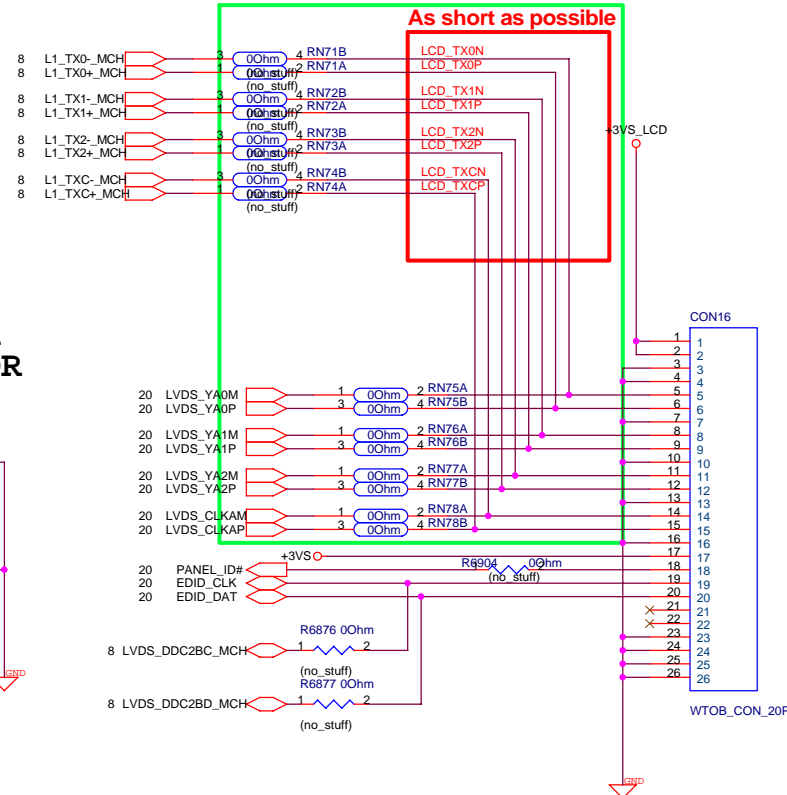 As short as possible
8 L1_TX0-_MCH 3 0Ohm 4 RN71B LCD_TX0N
8 L1_TX0+_MCH 1 0Ohm 2 RN71A LCD_TX0P
(no_stuff)
(no_stuff)
8 L1_TX1-_MCH 3 0Ohm 4 RN72B LCD_TX1N
8 L1_TX1+_MCH 1 0Ohm 2 RN72A LCD_TX1P
(no_stuff)
(no_stuff)
+3VS_LCD
8 L1_TX2-_MCH 3 0Ohm 4 RN73B LCD_TX2N
8 L1_TX2+_MCH 1 0Ohm 2 RN73A LCD_TX2P
(no_stuff)
(no_stuff)
8 L1_TXC-_MCH 3 0Ohm 4 RN74B LCD_TXCN
8 L1_TXC+_MCH 1 0Ohm 2 RN74A LCD_TXCP
(no_stuff)
(no_stuff)
CON16
1 1
2 2
3 3
R
4 4
20 LVDS_YA0M 1 0Ohm 2 RN75A 5 5
20 LVDS_YA0P 3 0Ohm 4 RN75B 6 6
7 7
20 LVDS_YA1M 1 0Ohm 2 RN76A 8 8
20 LVDS_YA1P 3 0Ohm 4 RN76B 9 9
10 10
20 LVDS_YA2M 1 0Ohm 2 RN77A 11 11
20 LVDS_YA2P 3 0Ohm 4 RN77B 12 12
13 13
20 LVDS_CLKAM 1 0Ohm 2 RN78A 14 14
20 LVDS_CLKAP 3 0Ohm 4 RN78B 15 15
16 16
+3VS 17 17
20 PANEL_ID# R6904 1 2 0Ohm 18 18
(no_stuff)
20 EDID_CLK 19 19
20 EDID_DAT 20 20
21 21
22 22
R6876 0Ohm
23 23
8 LVDS_DDC2BC_MCH 1 2 24 24
25 25
(no_stuff)
26 26
GND
R6877 0Ohm
8 LVDS_DDC2BD_MCH 1 2
WTOB_CON_20P
(no_stuff)
GND